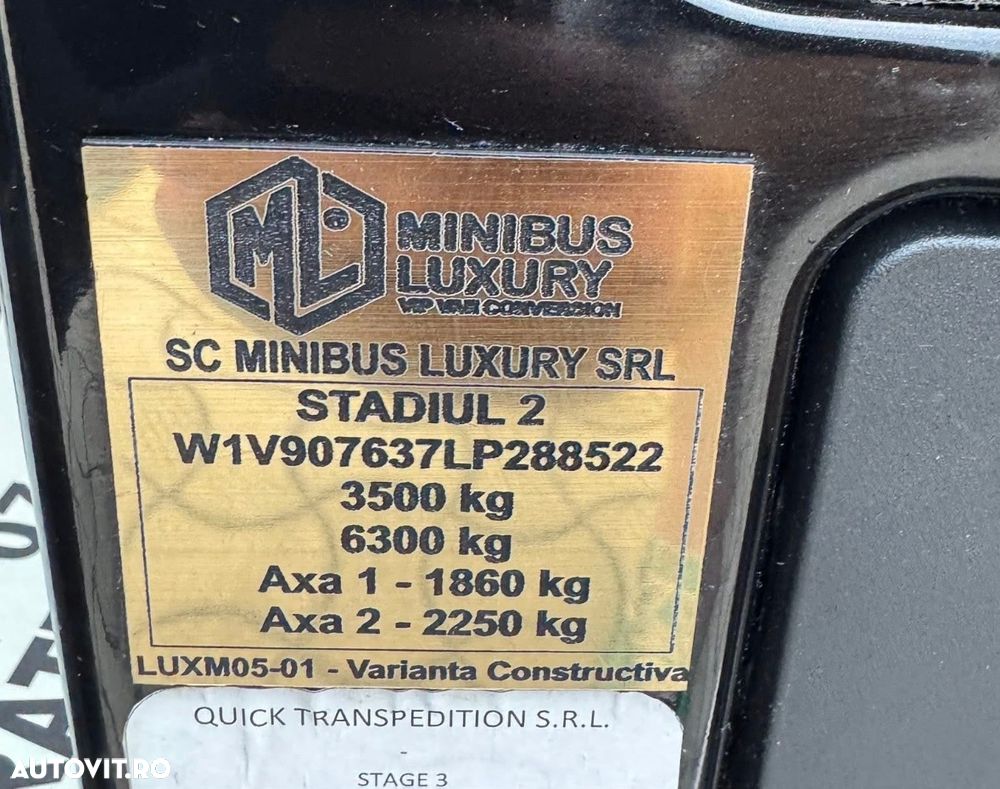 ML
MINIBUS
LUXURY
VIP VAN CONVERSION
SC MINIBUS LUXURY SRL
STADIUL 2
W1V907637LP288522
3500 kg
6300 kg
Axa 1 - 1860 kg
Axa 2 - 2250 kg
LUXM05-01 - Varianta Constructiva
QUICK TRANSPEDITION S.R.L.
-
STAGE 3
AUTOVIT.RO